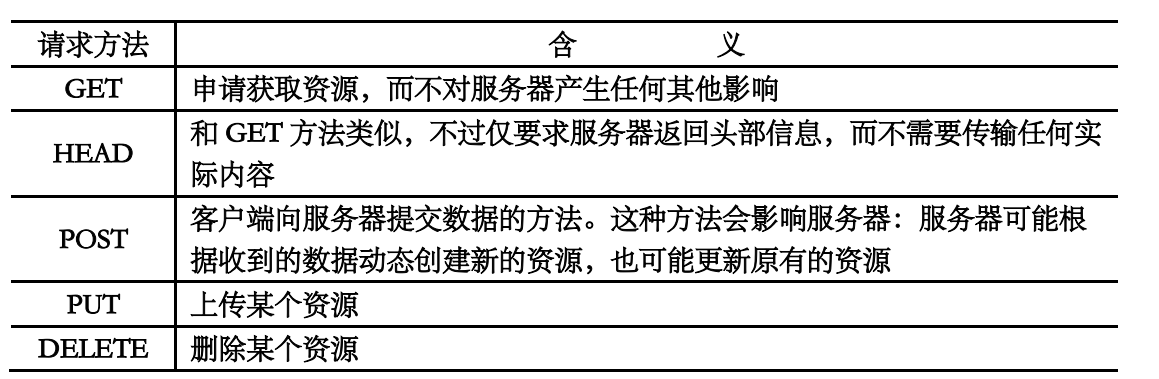 请求方法 含 义
GET 申请获取资源，而不对服务器产生任何其他影响
HEAD 和 GET 方法类似，不过仅要求服务器返回头部信息，而不需要传输任何实
际内容
POST 客户端向服务器提交数据的方法。这种方法会影响服务器：服务器可能根
据收到的数据动态创建新的资源，也可能更新原有的资源
PUT 上传某个资源
DELETE 删除某个资源